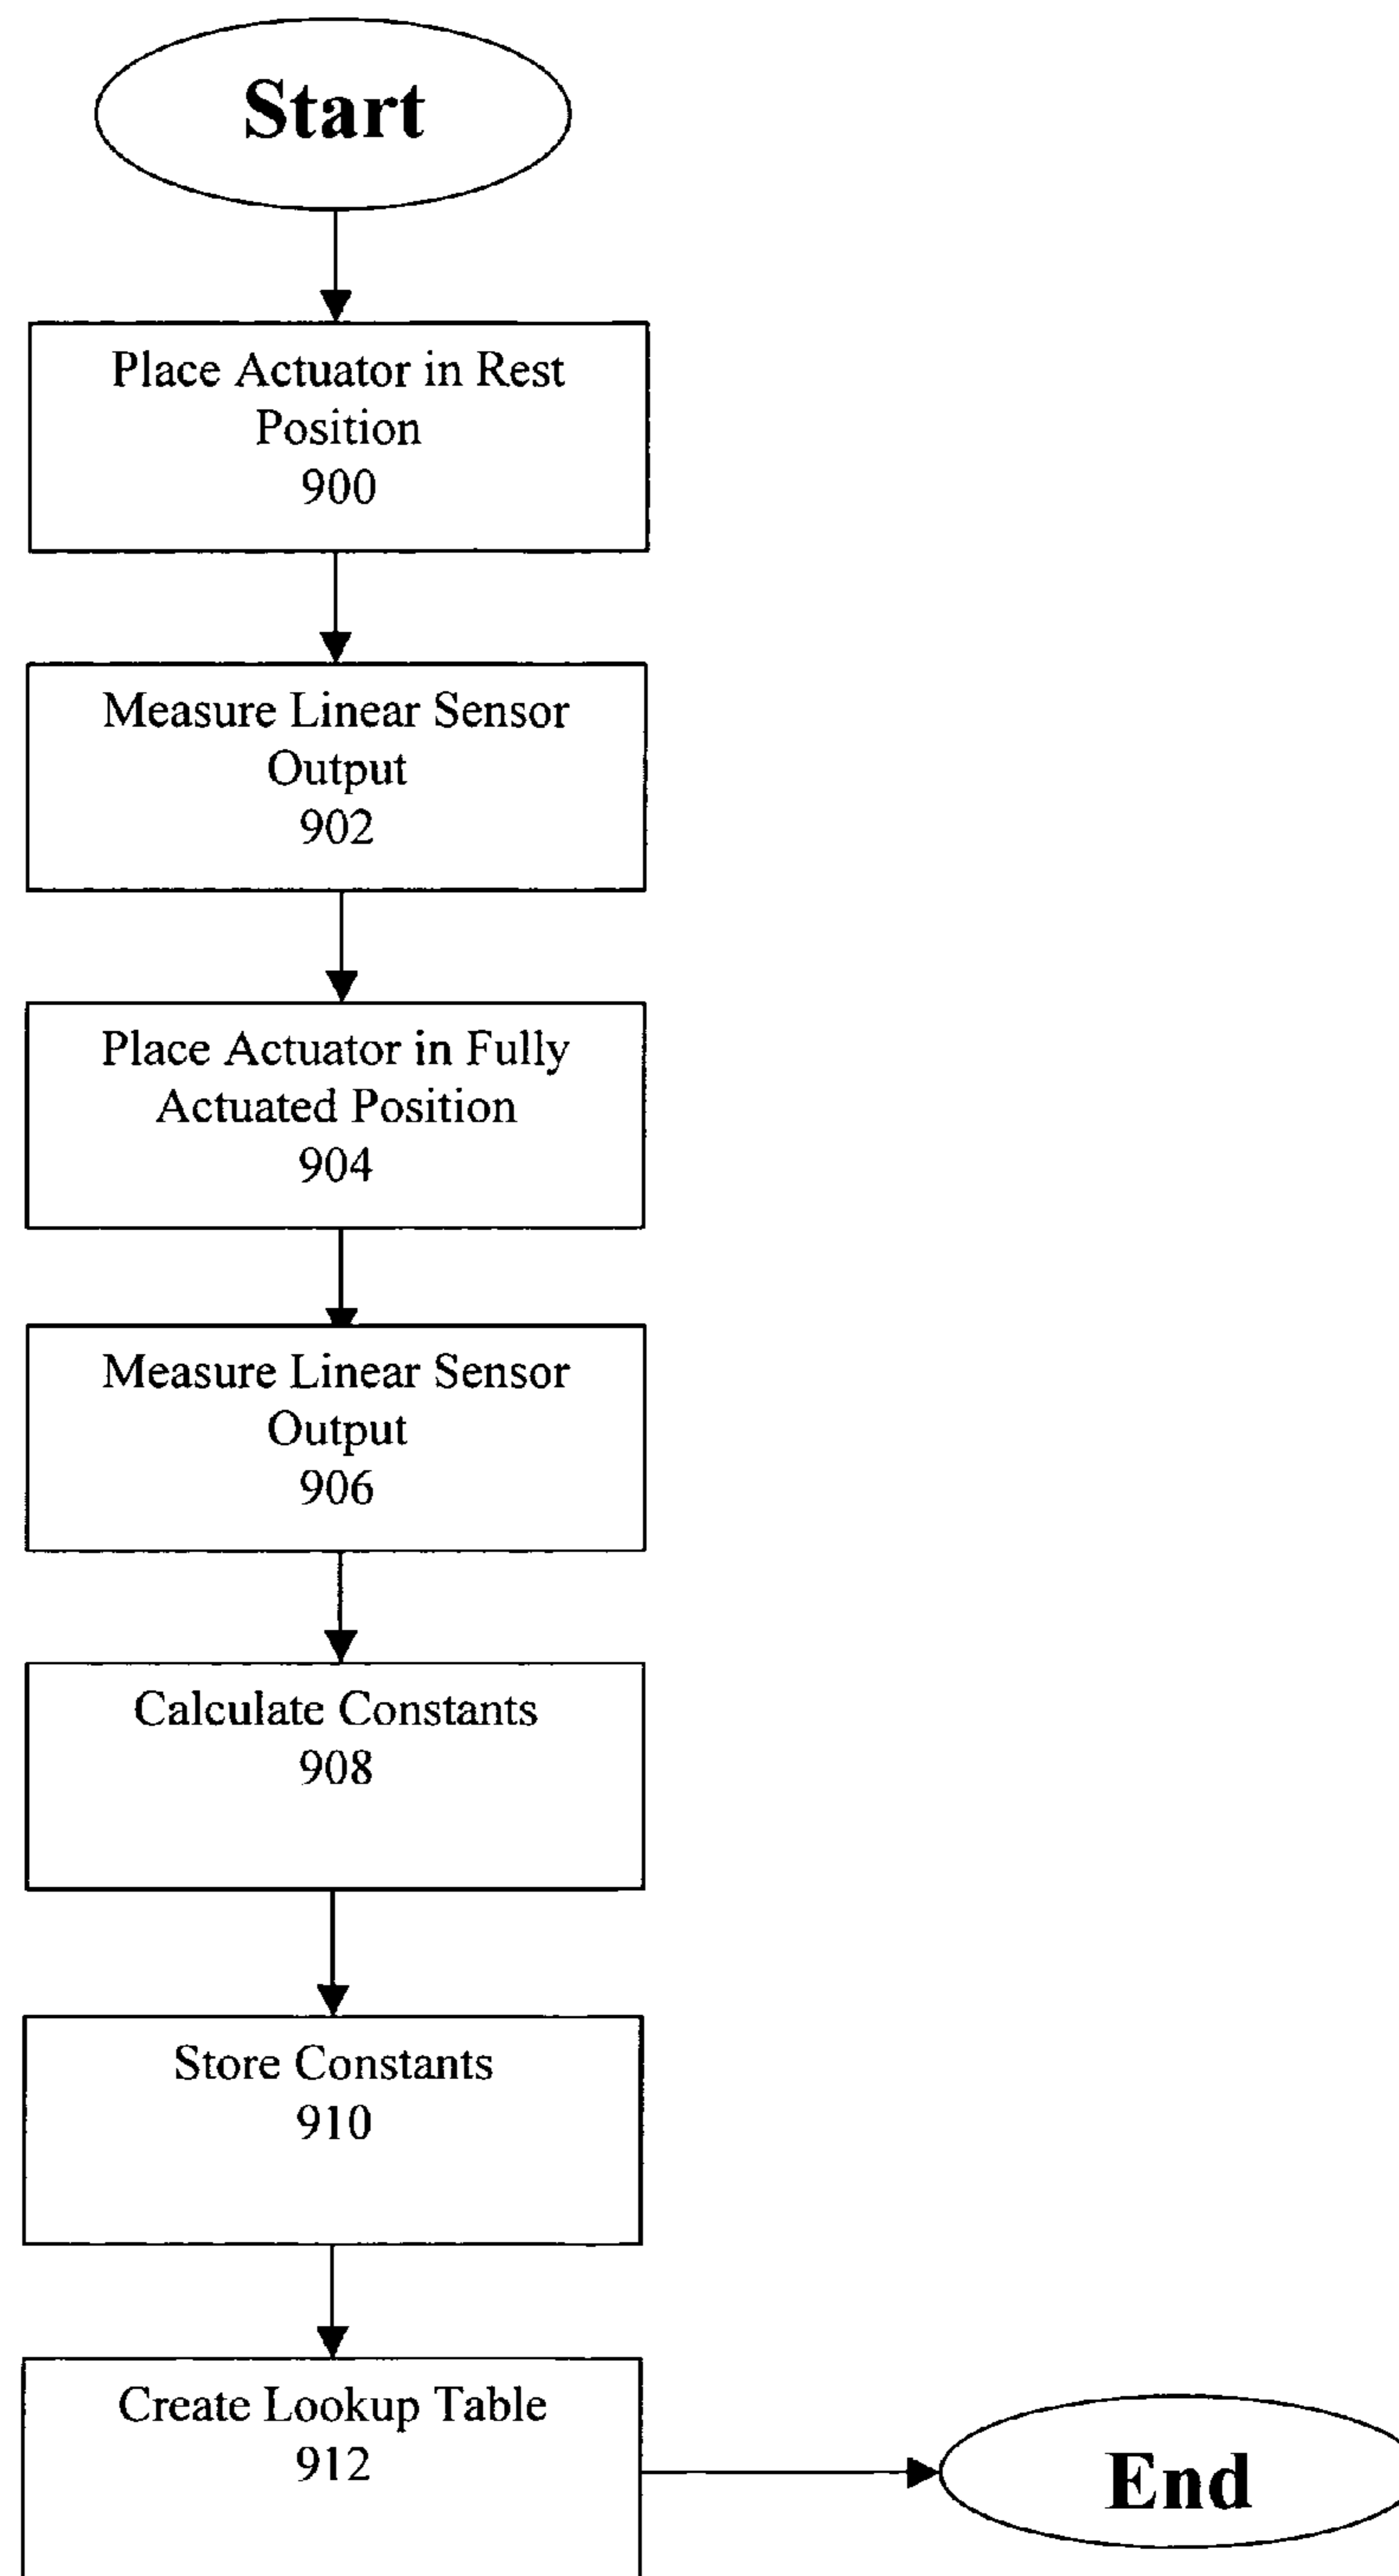 Start
Place Actuator in Rest
Position
900
Measure Linear Sensor
Output
902
Place Actuator in Fully
Actuated Position
904
Measure Linear Sensor
Output
906
Calculate Constants
908
Store Constants
910
Create Lookup Table
912
End